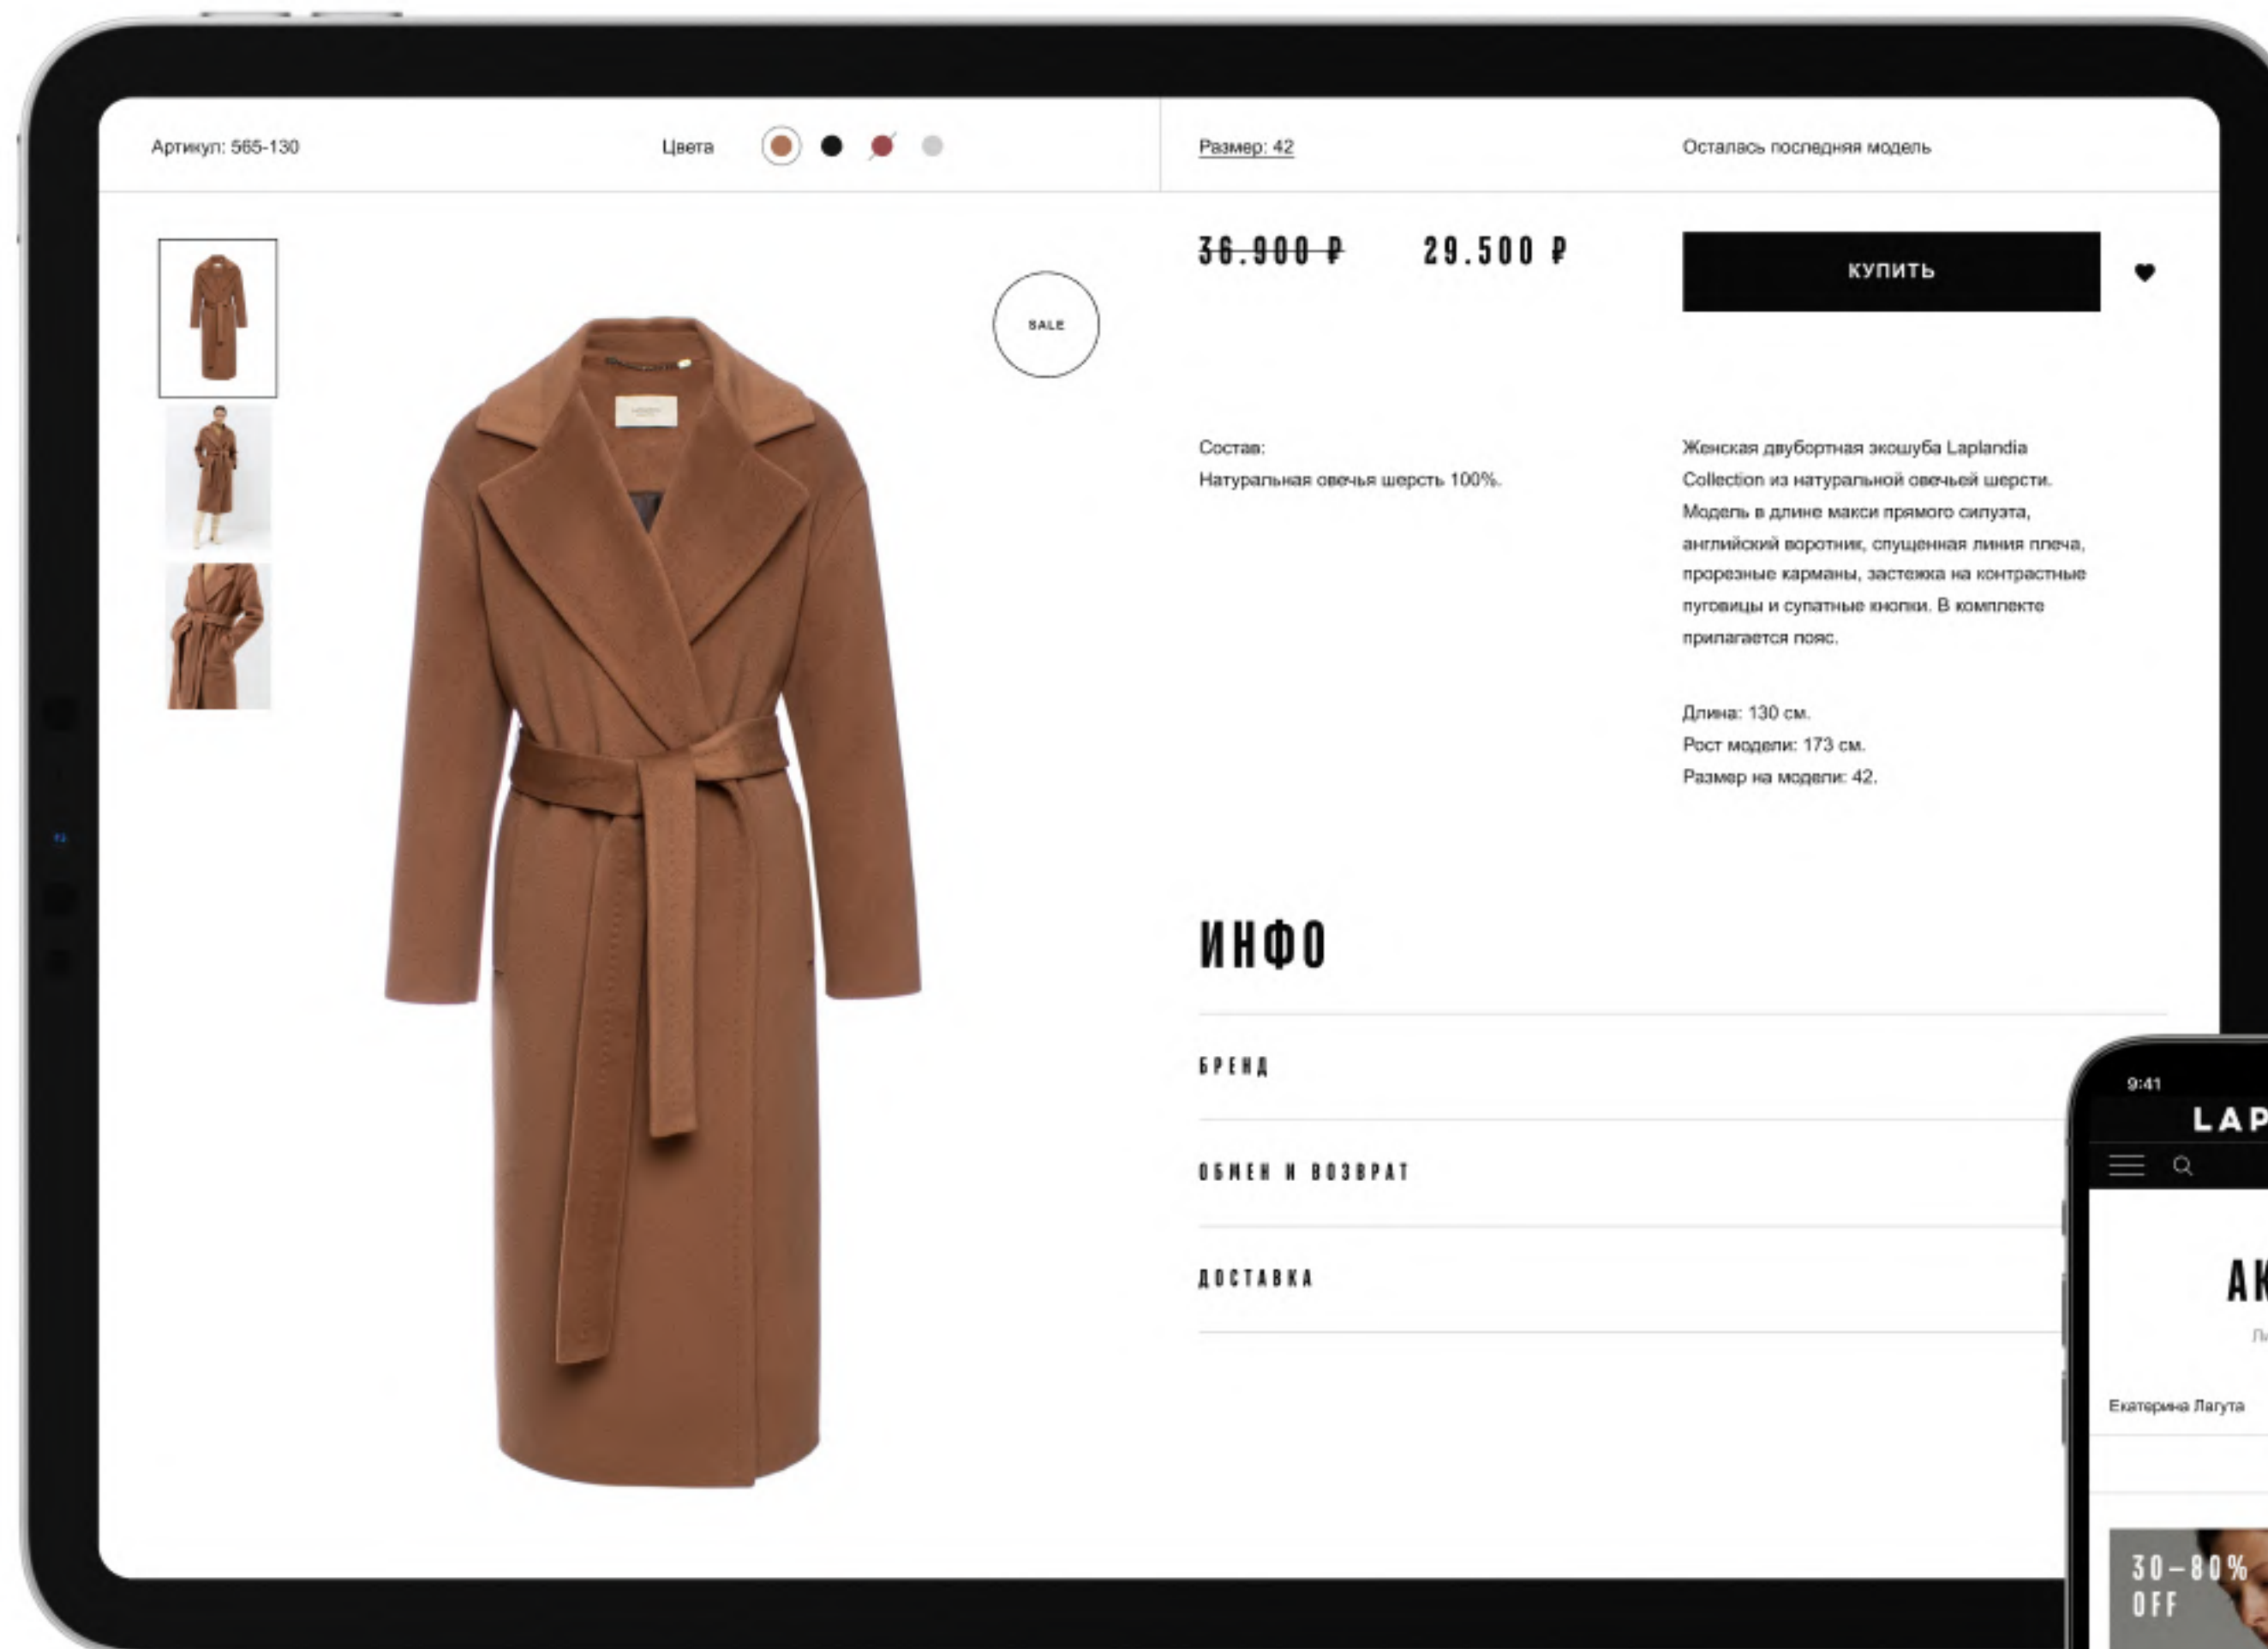 Артикул: 565-130
Цвета
Размер: 42
Осталась последняя модель
36.900 ₽
29.500 ₽
КУПИТЬ
SALE
Состав:
Натуральная овечья шерсть 100%.
Женская двубортная экошуба Laplandia
Collection из натуральной овечьей шерсти.
Модель в длине макси прямого силуэта,
английский воротник, спущенная линия плеча,
прорезные карманы, застежка на контрастные
пуговицы и супатные кнопки. В комплекте
прилагается пояс.
Длина: 130 см.
Рост модели: 173 см.
Размер на модели: 42.
ИНФО
БРЕНД
ОБМЕН И ВОЗВРАТ
ДОСТАВКА
9:41
LAP
АК
Екатерина Лагута
30–80%
OFF